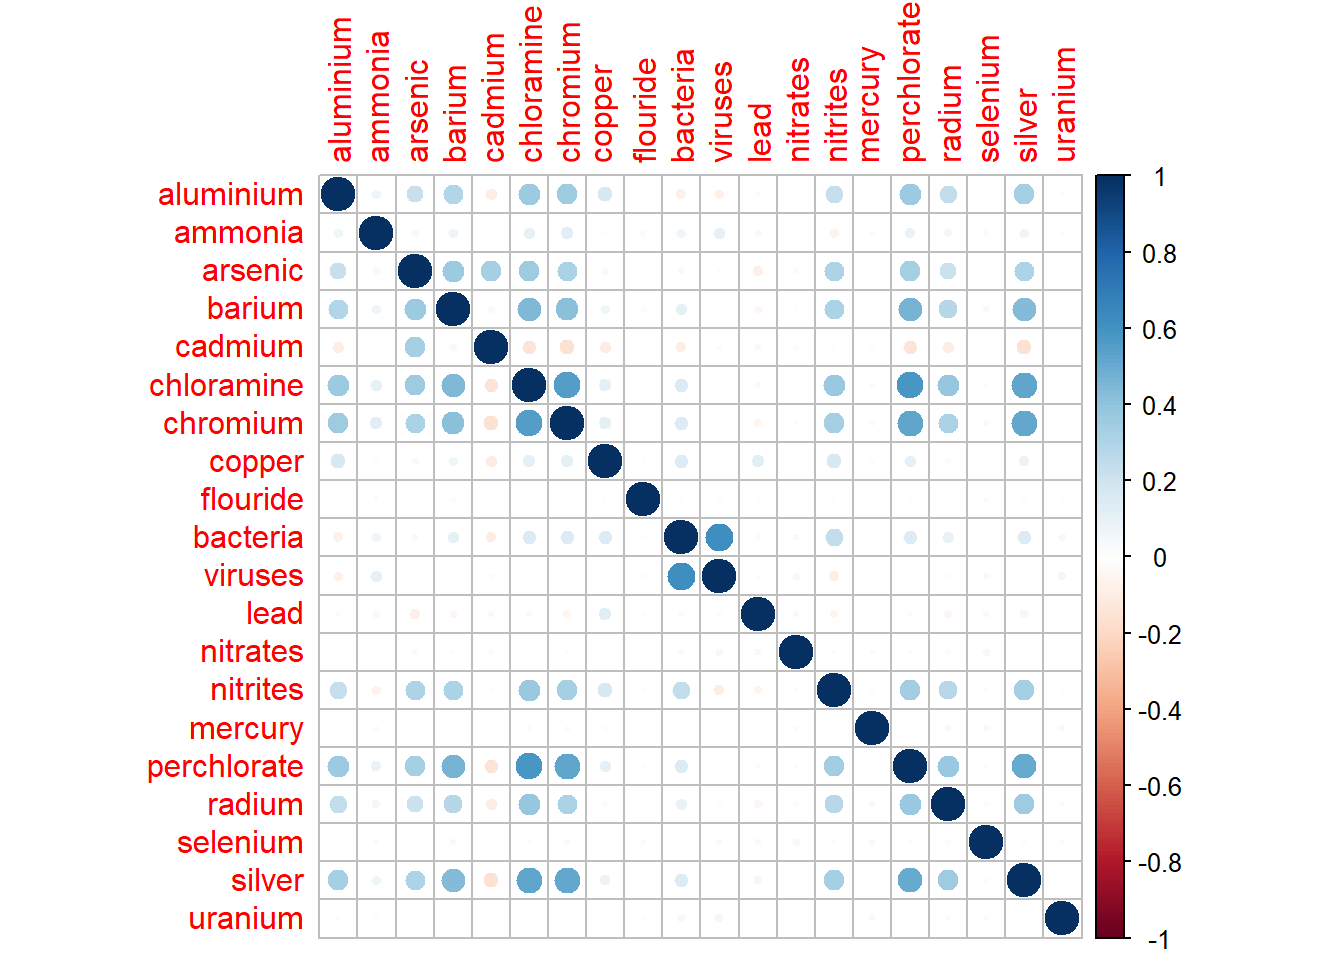 aluminium
ammonia
arsenic
barium
cadmium
chloramine
chromium
copper
flouride
bacteria
viruses
lead
nitrates
nitrites
mercury
perchlorate
radium
selenium
silver
uranium
aluminium
ammonia
arsenic
barium
cadmium
chloramine
chromium
copper
flouride
bacteria
viruses
lead
nitrates
nitrites
mercury
perchlorate
radium
selenium
silver
uranium
1
0.8
0.6
0.4
0.2
0
-0.2
-0.4
-0.6
-0.8
-1